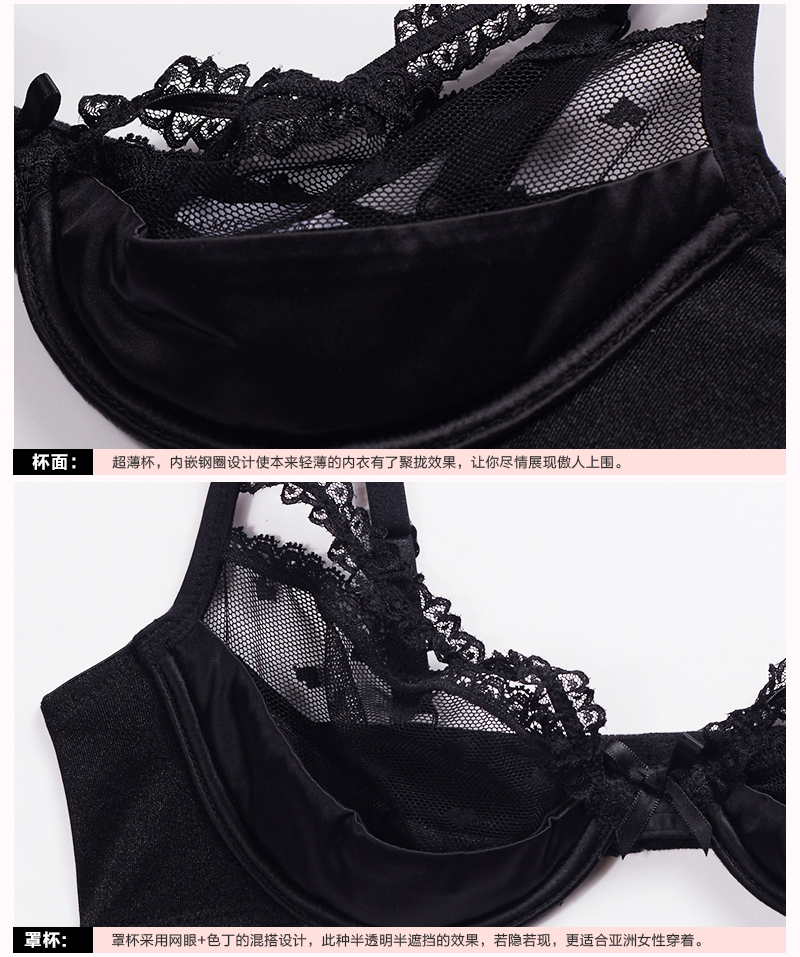 杯面： 超薄杯，内嵌钢圈设计使本来轻薄的内衣有了聚拢效果，让你尽情展现傲人上围。
罩杯: 罩杯采用网眼+色丁的混搭设计，此种半透明半遮挡的效果，若隐若现，更适合亚洲女性穿着。